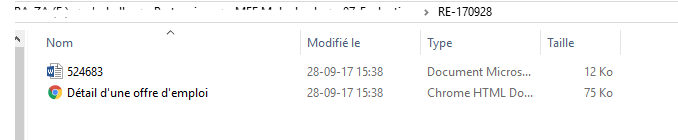 RE-170928
Nom Modifié le Type Taille
524683 28-09-17 15:38 Document Micros... 12 Ko
Détail d'une offre d'emploi 28-09-17 15:38 Chrome HTML Do... 75 Ko